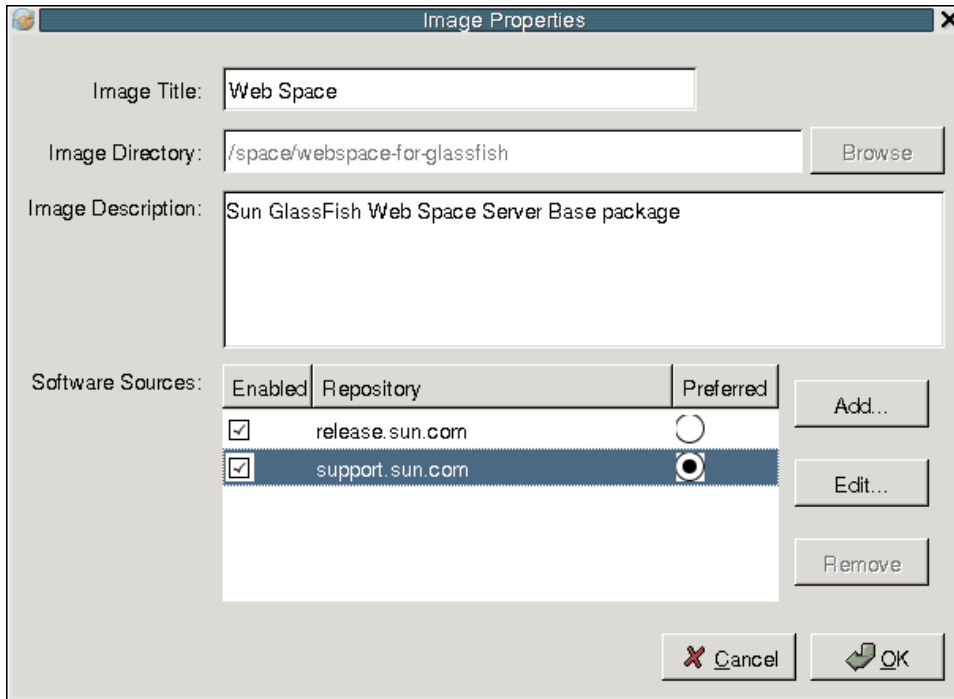 Image Properties
Image Title: Web Space
Image Directory: /space/webspace-for-glassfish Browse
Image Description: Sun GlassFish Web Space Server Base package
Software Sources: Enabled Repository Preferred Add...
release.sun.com
support.sun.com Edit...
Remove
Cancel OK